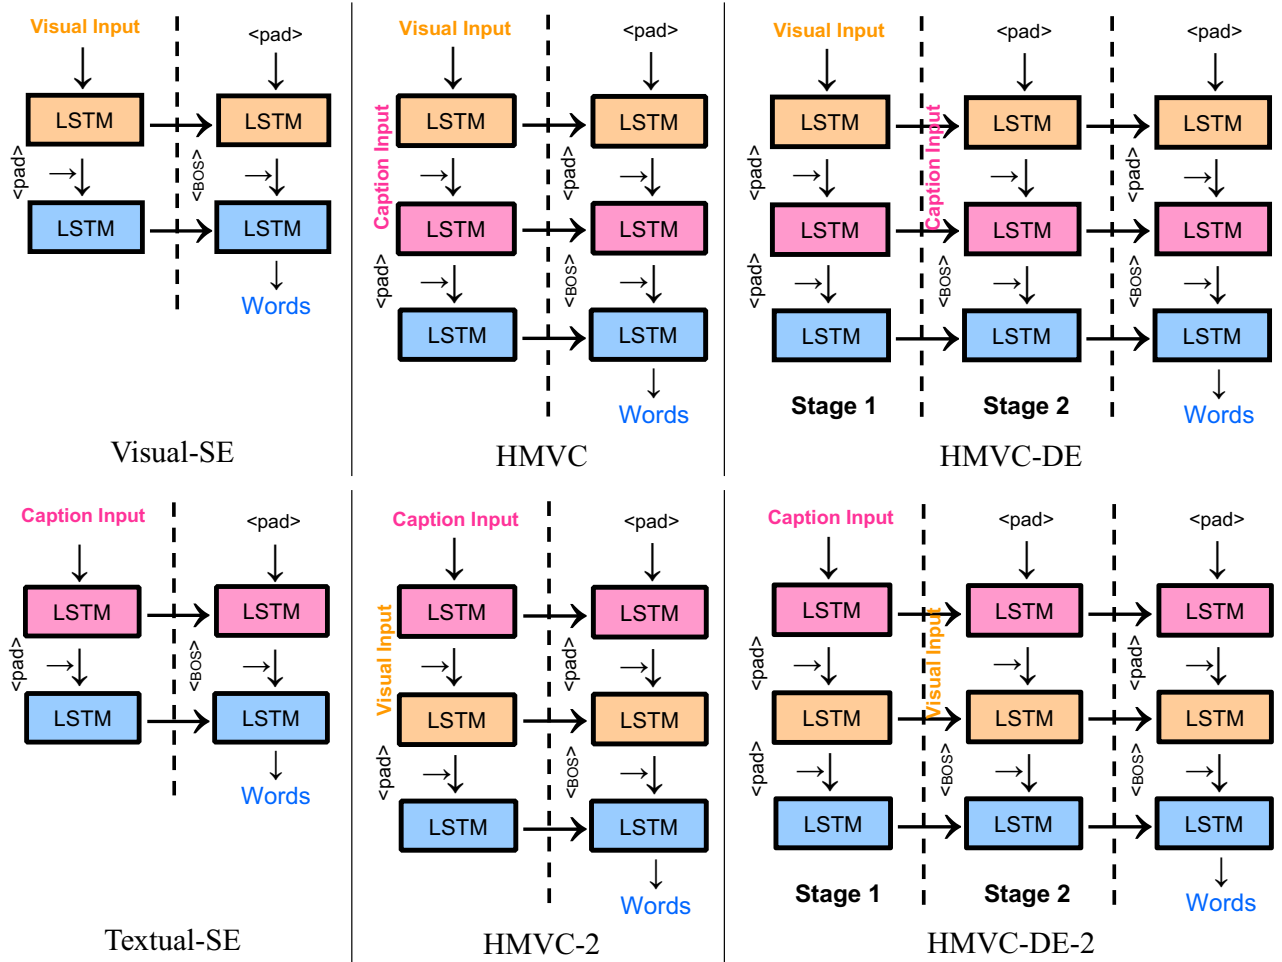 Visual Input
<pad>
LSTM
LSTM
<pad>
<BOS>
LSTM
LSTM
Words
Visual-SE
Visual Input
<pad>
LSTM
LSTM
Caption Input
<pad>
LSTM
LSTM
<pad>
<BOS>
LSTM
LSTM
Words
HMVC
Visual Input
<pad>
<pad>
LSTM
LSTM
LSTM
<pad>
Caption Input
<pad>
LSTM
LSTM
LSTM
<pad>
<BOS>
<BOS>
LSTM
LSTM
LSTM
Stage 1
Stage 2
Words
HMVC-DE
Caption Input
<pad>
LSTM
LSTM
<pad>
<BOS>
LSTM
LSTM
Words
Textual-SE
Caption Input
<pad>
LSTM
LSTM
Visual Input
<pad>
LSTM
LSTM
<pad>
<BOS>
LSTM
LSTM
Words
HMVC-2
Caption Input
<pad>
<pad>
LSTM
LSTM
LSTM
<pad>
Visual Input
<pad>
LSTM
LSTM
LSTM
<pad>
<BOS>
<BOS>
LSTM
LSTM
LSTM
Stage 1
Stage 2
Words
HMVC-DE-2